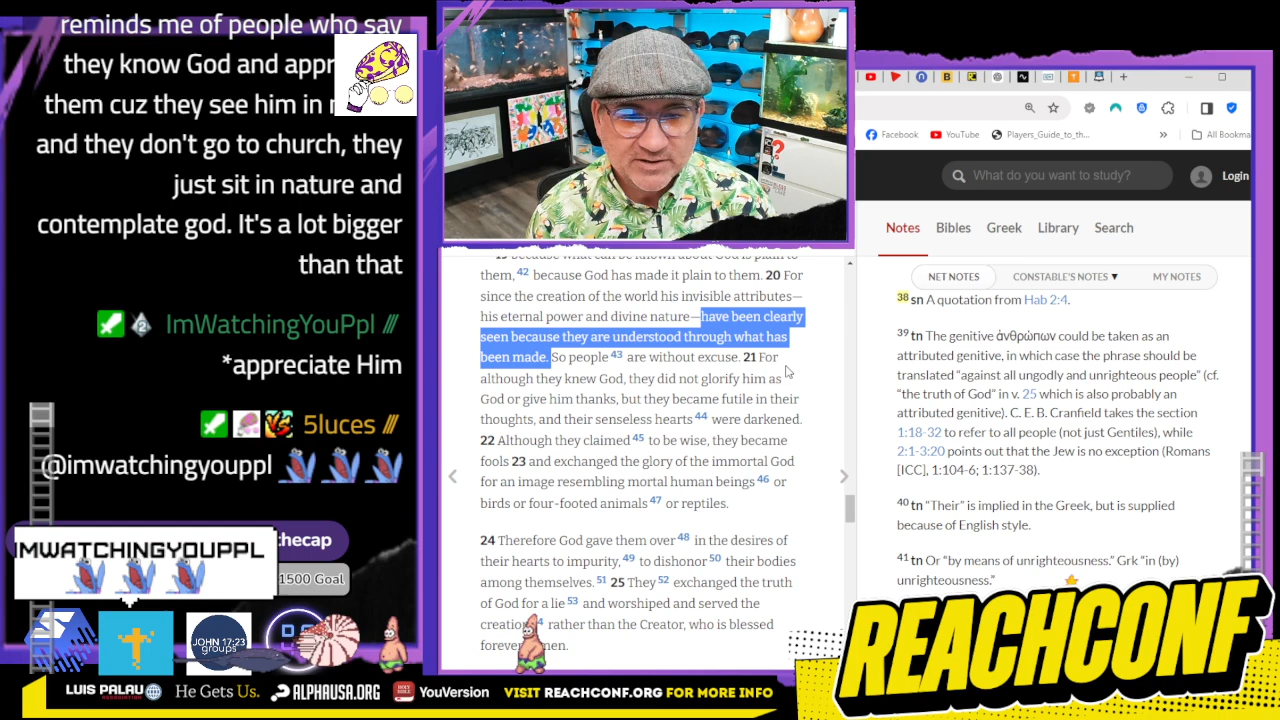 reminds me of people who say
they know God and appr
them cuz they see him in
and they don't go to church, they
just sit in nature and
contemplate god. It's a lot bigger
than that
ImWatchingYouPpl
*appreciate Him
5luces
@imwatchingyouppl
thecap
IMWATCHINGYOUPPL
1500 Goal
JOHN 17:23
groups
them, 42 because God has made it plain to them. 20 For
since the creation of the world his invisible attributes—
his eternal power and divine nature—have been clearly
seen because they are understood through what has
been made. So people 43 are without excuse. 21 For
although they knew God, they did not glorify him as
God or give him thanks, but they became futile in their
thoughts, and their senseless hearts 44 were darkened.
22 Although they claimed 45 to be wise, they became
fools 23 and exchanged the glory of the immortal God
for an image resembling mortal human beings 46 or
birds or four-footed animals 47 or reptiles.
24 Therefore God gave them over 48 in the desires of
their hearts to impurity, 49 to dishonor 50 their bodies
among themselves. 51 25 They 52 exchanged the truth
of God for a lie 53 and worshiped and served the
creation rather than the Creator, who is blessed
Facebook
YouTube
Players_Guide_to_th...
»
All Bookma
What do you want to study?
Login
Notes
Bibles
Greek
Library
Search
NET NOTES
CONSTABLE'S NOTES
MY NOTES
38 sn A quotation from Hab 2:4.
39 tn The genitive ἀνθρώπων could be taken as an
attributed genitive, in which case the phrase should be
translated "against all ungodly and unrighteous people" (cf.
"the truth of God" in v. 25 which is also probably an
attributed genitive). C. E. B. Cranfield takes the section
1:18-32 to refer to all people (not just Gentiles), while
2:1-3:20 points out that the Jew is no exception (Romans
[ICC], 1:104-6; 1:137-38).
40 tn "Their" is implied in the Greek, but is supplied
because of English style.
41 tn Or "by means of unrighteousness." Grk "in (by)
unrighteousness."
REACHCONF
LUIS PALAU
He Gets Us.
ALPHAUSA.ORG
HOLY BIBLE
YouVersion
VISIT REACHCONF.ORG FOR MORE INFO